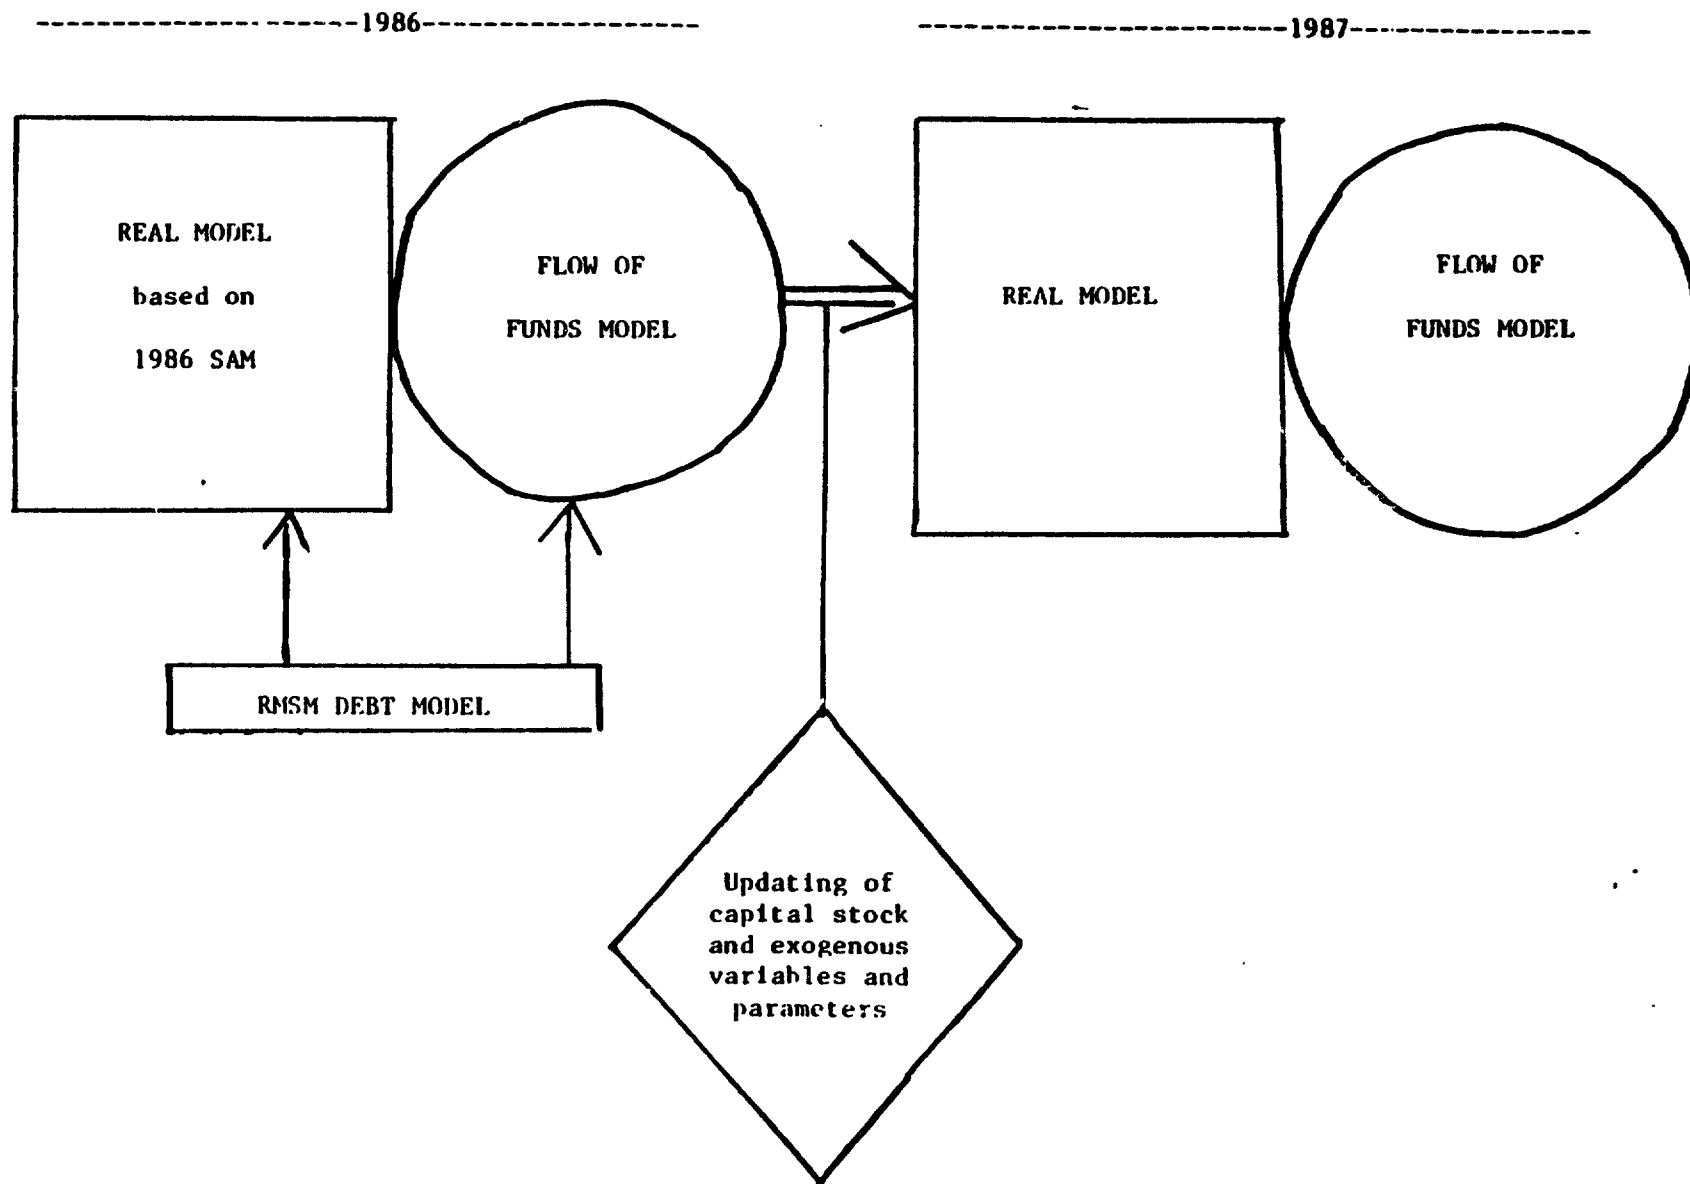 --------------------1986--------------------
--------------------1987--------------------
REAL MODEL
based on
1986 SAM
FLOW OF
FUNDS MODEL
REAL MODEL
FLOW OF
FUNDS MODEL
RMSM DEBT MODEL
Updating of
capital stock
and exogenous
variables and
parameters